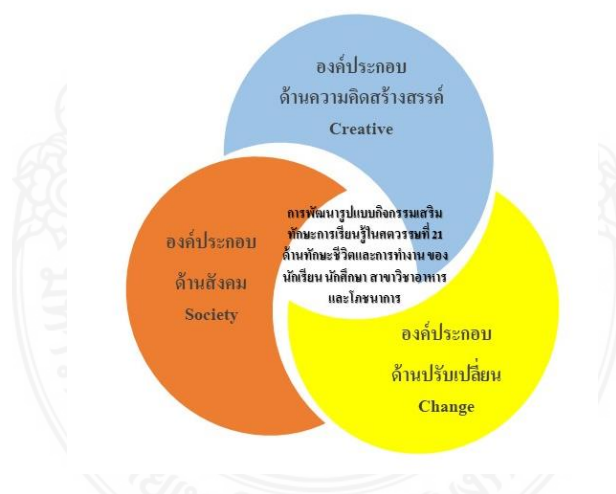 องค์ประกอบ
ด้านความคิดสร้างสรรค์
Creative
การพัฒนารูปแบบกิจกรรมเสริม
ทักษะการเรียนรู้ในศตวรรษที่ 21
ด้านทักษะชีวิตและการทำงาน ของ
นักเรียน นักศึกษา สาขาวิชาอาหาร
และโภชนาการ
องค์ประกอบ
ด้านสังคม
Society
องค์ประกอบ
ด้านปรับเปลี่ยน
Change